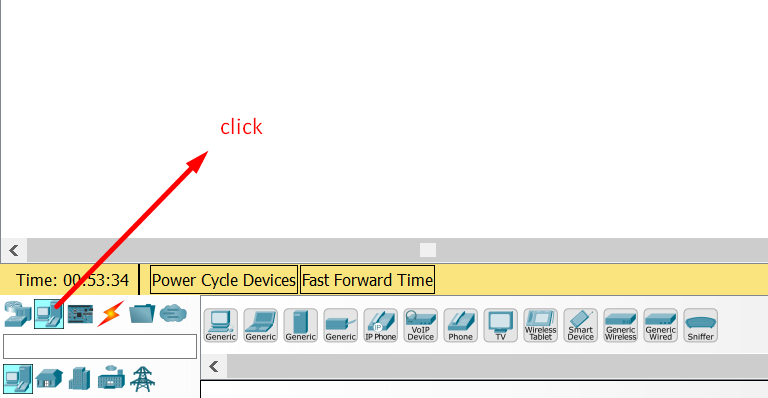 click
Time: 00:53:34
Power Cycle Devices
Fast Forward Time
Generic
Generic
Generic
Generic
IP
IP Phone
VoIP
Device
Phone
TV
Wireless
Tablet
Smart
Device
Generic
Wireless
Generic
Wired
Sniffer